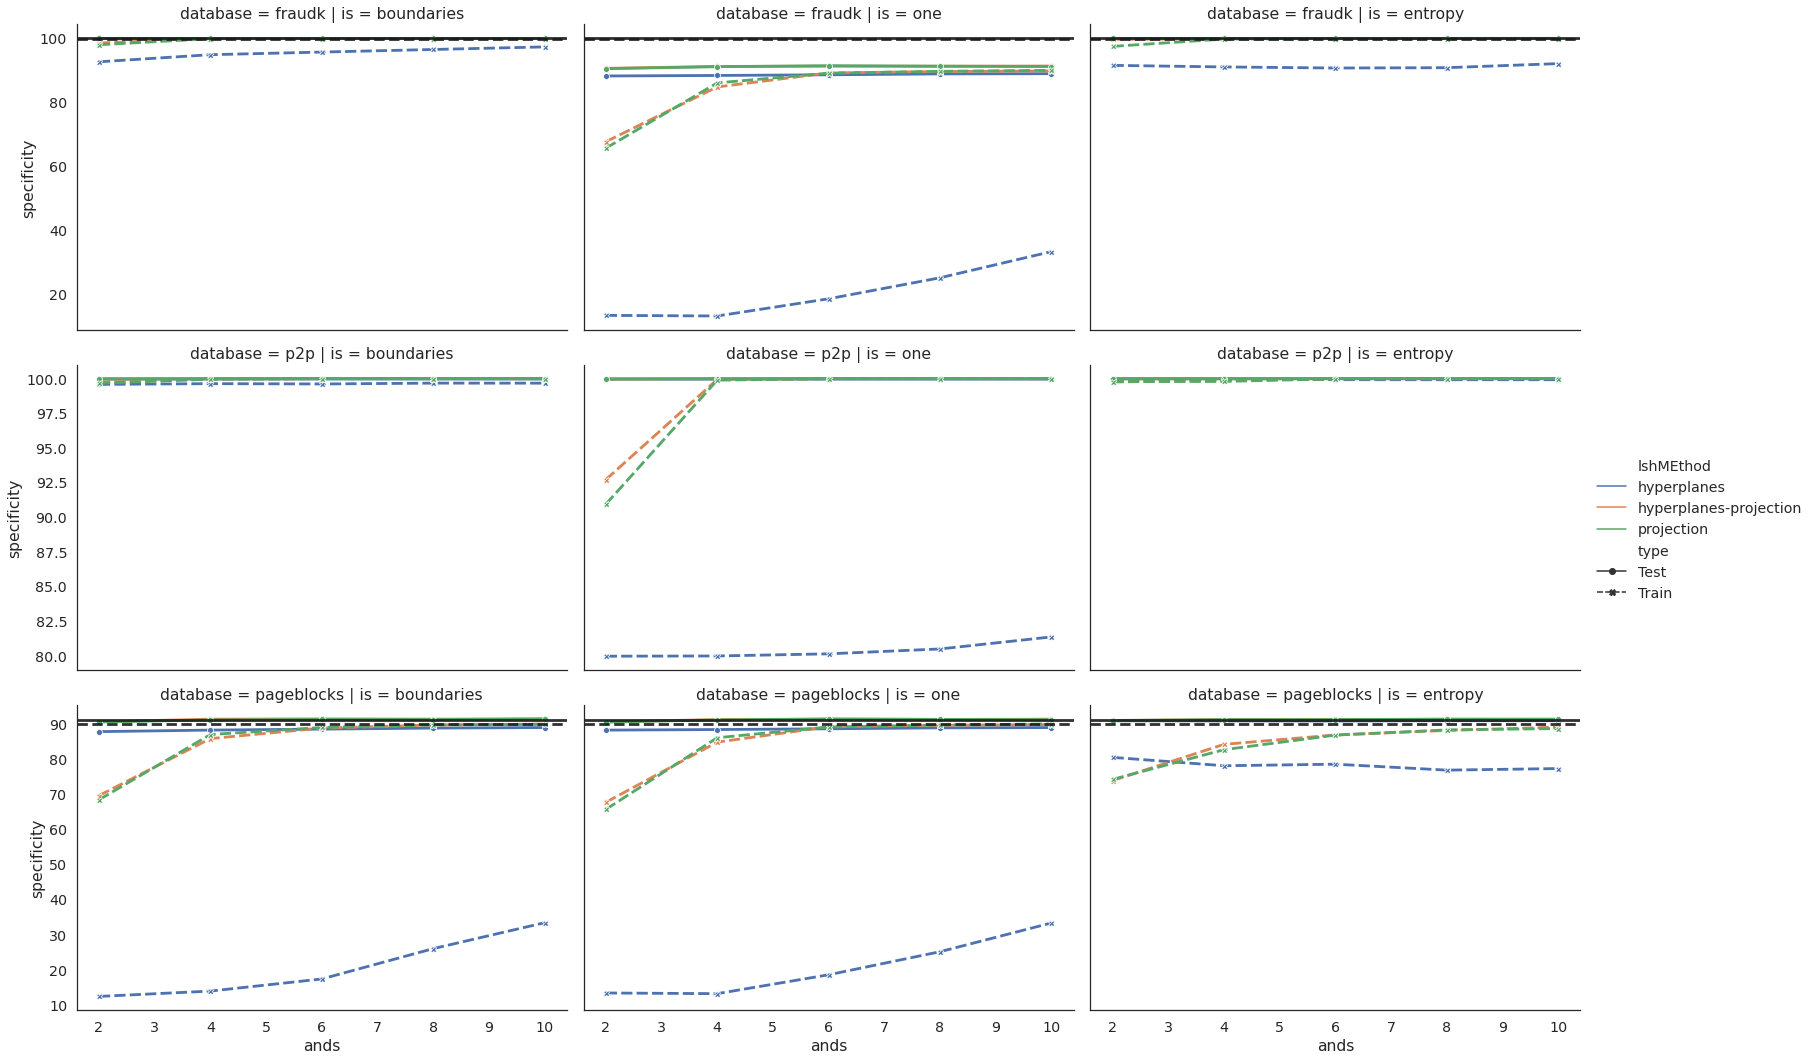 database = fraudk | is = boundaries
database = fraudk | is = one
database = fraudk | is = entropy
specificity
100
80
60
40
20
database = p2p | is = boundaries
database = p2p | is = one
database = p2p | is = entropy
specificity
100.0
97.5
95.0
92.5
90.0
87.5
85.0
82.5
80.0
lshMEthod
hyperplanes
hyperplanes-projection
projection
type
Test
Train
database = pageblocks | is = boundaries
database = pageblocks | is = one
database = pageblocks | is = entropy
specificity
90
80
70
60
50
40
30
20
10
2 3 4 5 6 7 8 9 10
2 3 4 5 6 7 8 9 10
2 3 4 5 6 7 8 9 10
ands
ands
ands